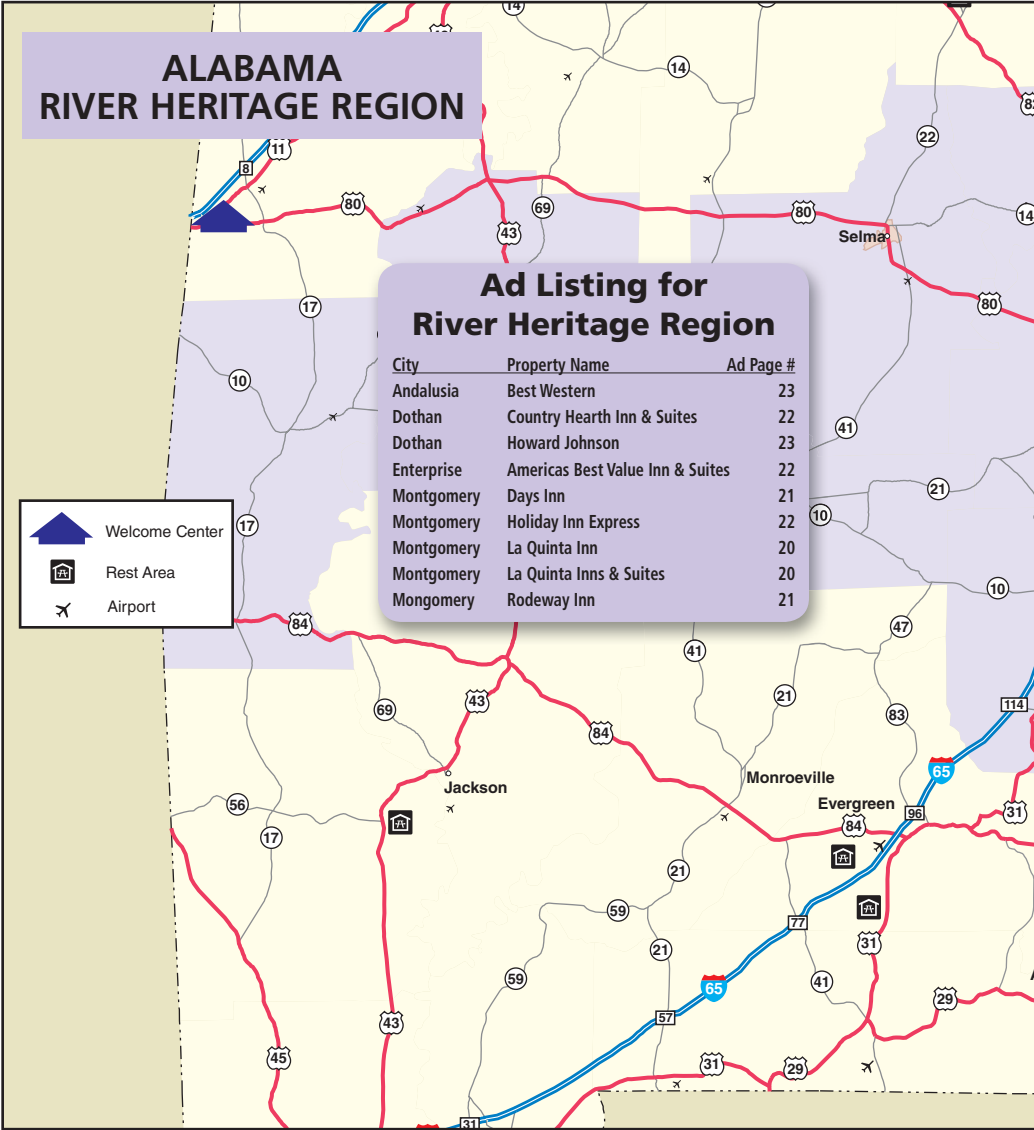 14
ALABAMA
RIVER HERITAGE REGION
14
22
11
8
80
69
80
14
43
Selma
17
80
Ad Listing for
River Heritage Region
City Property Name Ad Page #
Andalusia Best Western 23
Dothan Country Hearth Inn & Suites 22
Dothan Howard Johnson 23
Enterprise Americas Best Value Inn & Suites 22
Montgomery Days Inn 21
Montgomery Holiday Inn Express 22
Montgomery La Quinta Inn 20
Montgomery La Quinta Inns & Suites 20
Mongomery Rodeway Inn 21
10
41
21
10
17
Welcome Center
Rest Area
Airport
10
84
47
41
69
43
21
83
114
84
65
Jackson
Monroeville
Evergreen
56
17
84
96
31
21
59
77
31
21
59
41
65
29
57
43
45
31
29
31